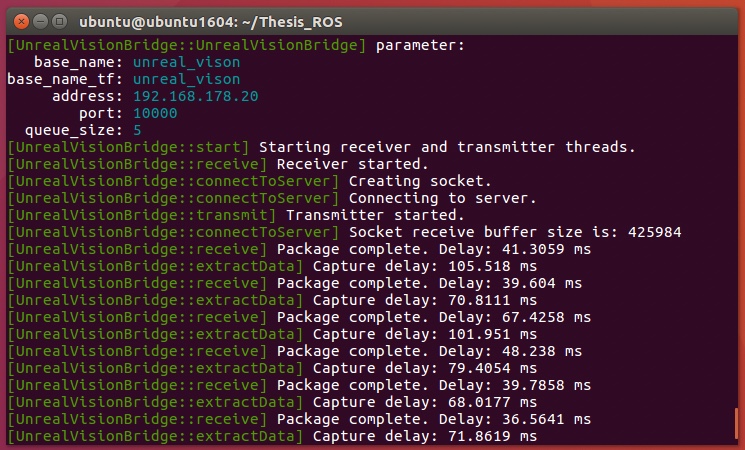 ubuntu@ubuntu1604: ~/Thesis_ROS
[UnrealVisionBridge::UnrealVisionBridge] parameter:
base_name: unreal_vison
base_name_tf: unreal_vison
address: 192.168.178.20
port: 10000
queue_size: 5
[UnrealVisionBridge::start] Starting receiver and transmitter threads.
[UnrealVisionBridge::receive] Receiver started.
[UnrealVisionBridge::connectToServer] Creating socket.
[UnrealVisionBridge::connectToServer] Connecting to server.
[UnrealVisionBridge::transmit] Transmitter started.
[UnrealVisionBridge::connectToServer] Socket receive buffer size is: 425984
[UnrealVisionBridge::receive] Package complete. Delay: 41.3059 ms
[UnrealVisionBridge::extractData] Capture delay: 105.518 ms
[UnrealVisionBridge::receive] Package complete. Delay: 39.604 ms
[UnrealVisionBridge::extractData] Capture delay: 70.8111 ms
[UnrealVisionBridge::receive] Package complete. Delay: 67.4258 ms
[UnrealVisionBridge::extractData] Capture delay: 101.951 ms
[UnrealVisionBridge::receive] Package complete. Delay: 48.238 ms
[UnrealVisionBridge::extractData] Capture delay: 79.4054 ms
[UnrealVisionBridge::receive] Package complete. Delay: 39.7858 ms
[UnrealVisionBridge::extractData] Capture delay: 68.0177 ms
[UnrealVisionBridge::receive] Package complete. Delay: 36.5641 ms
[UnrealVisionBridge::extractData] Capture delay: 71.8619 ms